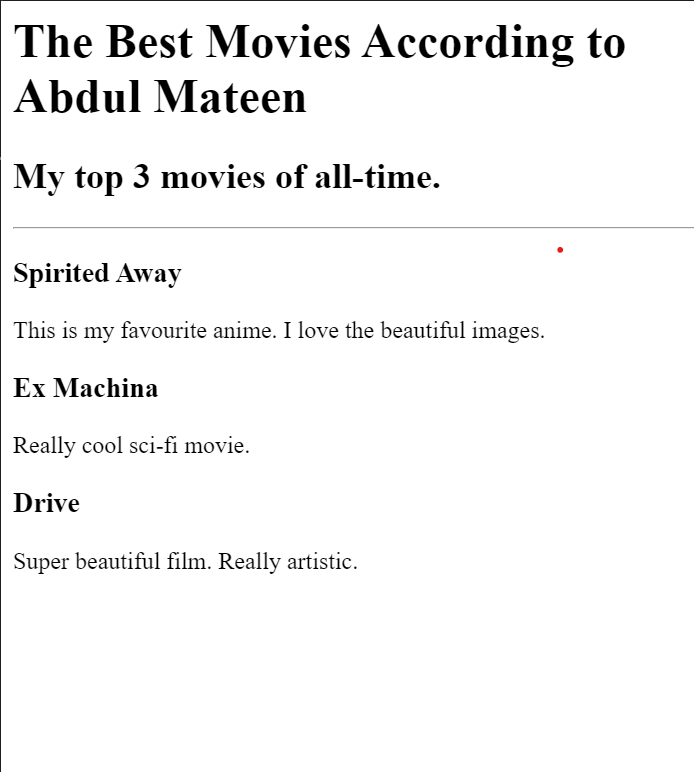 The Best Movies According to
Abdul Mateen
My top 3 movies of all-time.
Spirited Away
This is my favourite anime. I love the beautiful images.
Ex Machina
Really cool sci-fi movie.
Drive
Super beautiful film. Really artistic.